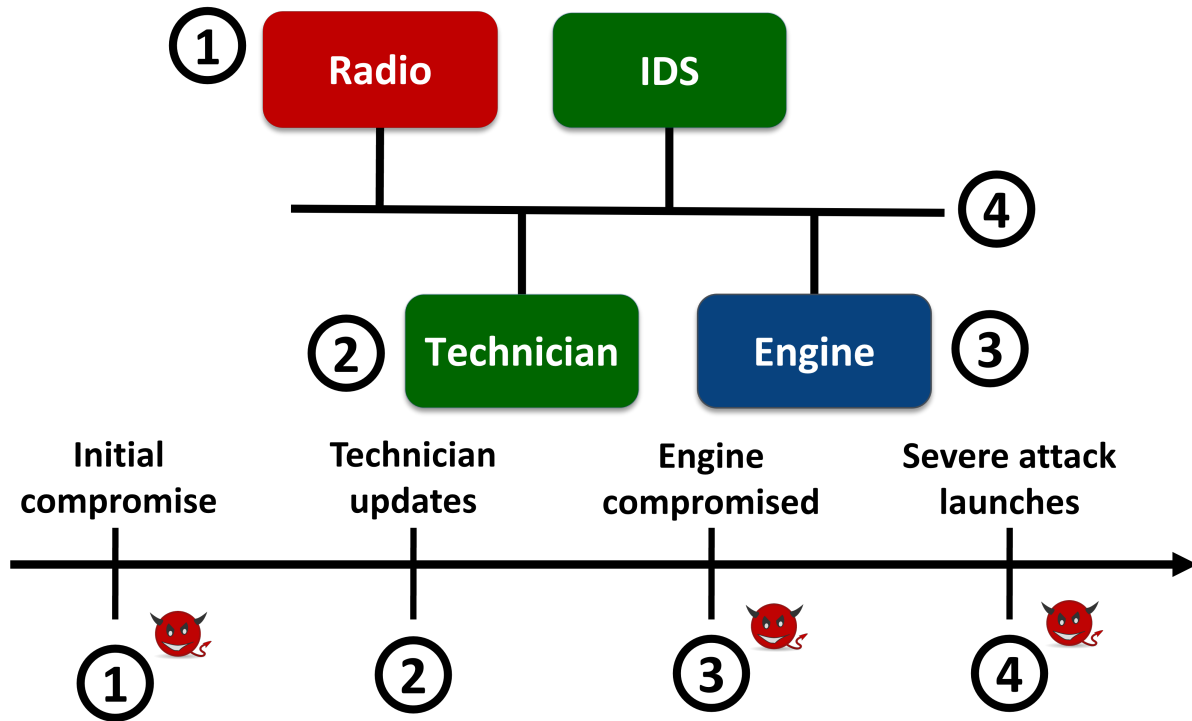 1
Radio
IDS
4
2
Technician
Engine
3
Initial
compromise
Technician
updates
Engine
compromised
Severe attack
launches
1
2
3
4